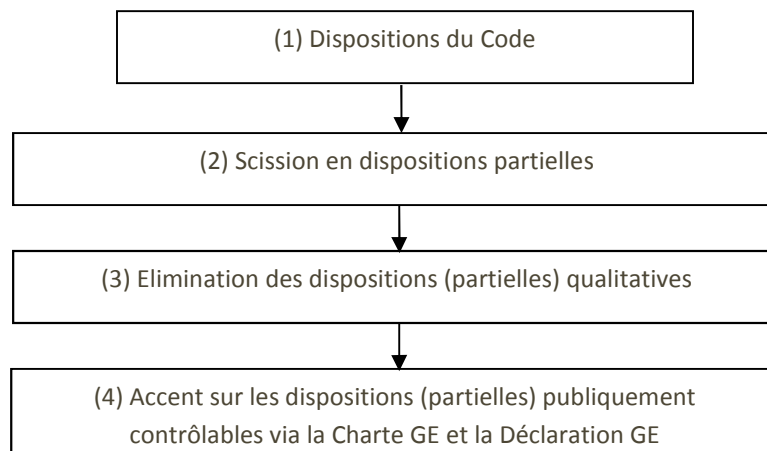 (1) Dispositions du Code
(2) Scission en dispositions partielles
(3) Elimination des dispositions (partielles) qualitatives
(4) Accent sur les dispositions (partielles) publiquement
contrôlables via la Charte GE et la Déclaration GE